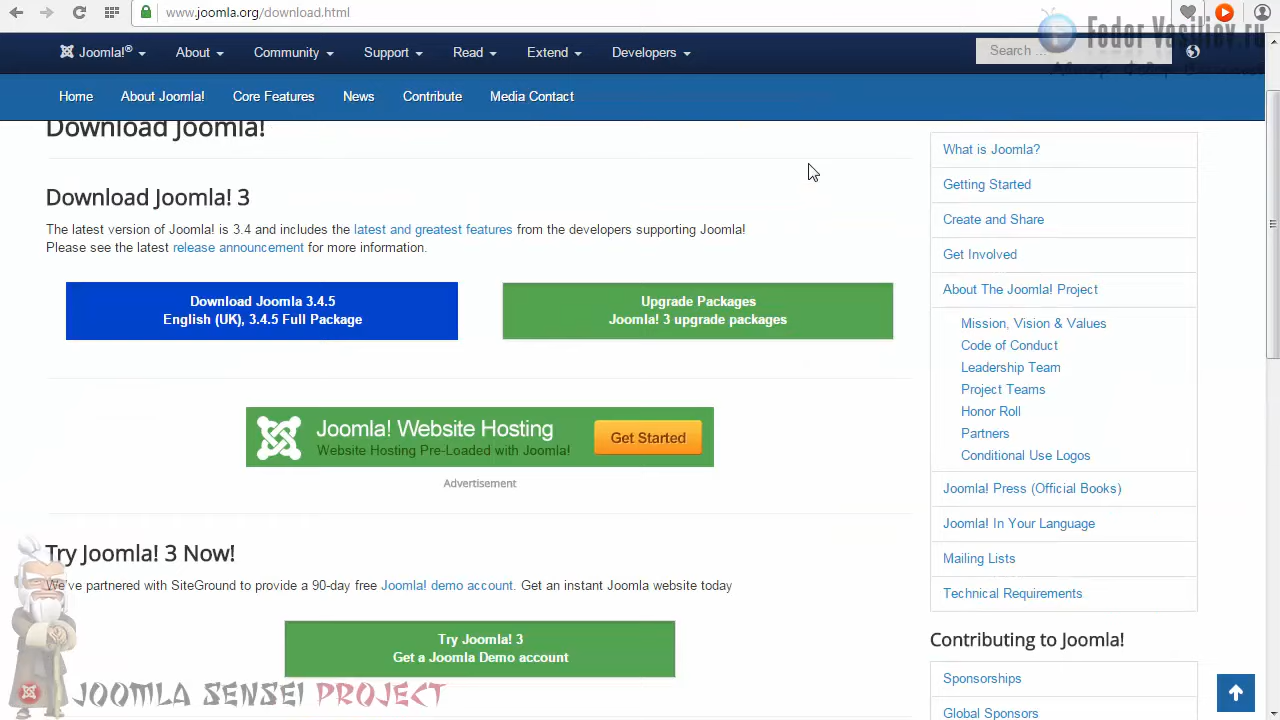 www.joomla.org/download.html
Fedor Vasiliev.ru
Joomla!® About Community Support Read Extend Developers Search ...
Home About Joomla! Core Features News Contribute Media Contact
Download Joomla!
Download Joomla! 3
The latest version of Joomla! is 3.4 and includes the latest and greatest features from the developers supporting Joomla!
Please see the latest release announcement for more information.
Download Joomla 3.4.5
English (UK), 3.4.5 Full Package
Upgrade Packages
Joomla! 3 upgrade packages
Joomla! Website Hosting
Website Hosting Pre-Loaded with Joomla!
Get Started
Advertisement
Try Joomla! 3 Now!
We've partnered with SiteGround to provide a 90-day free Joomla! demo account. Get an instant Joomla website today
Try Joomla! 3
Get a Joomla Demo account
What is Joomla?
Getting Started
Create and Share
Get Involved
About The Joomla! Project
Mission, Vision & Values
Code of Conduct
Leadership Team
Project Teams
Honor Roll
Partners
Conditional Use Logos
Joomla! Press (Official Books)
Joomla! In Your Language
Mailing Lists
Technical Requirements
Contributing to Joomla!
Sponsorships
Global Sponsors
JOOMLA SENSEI PROJECT